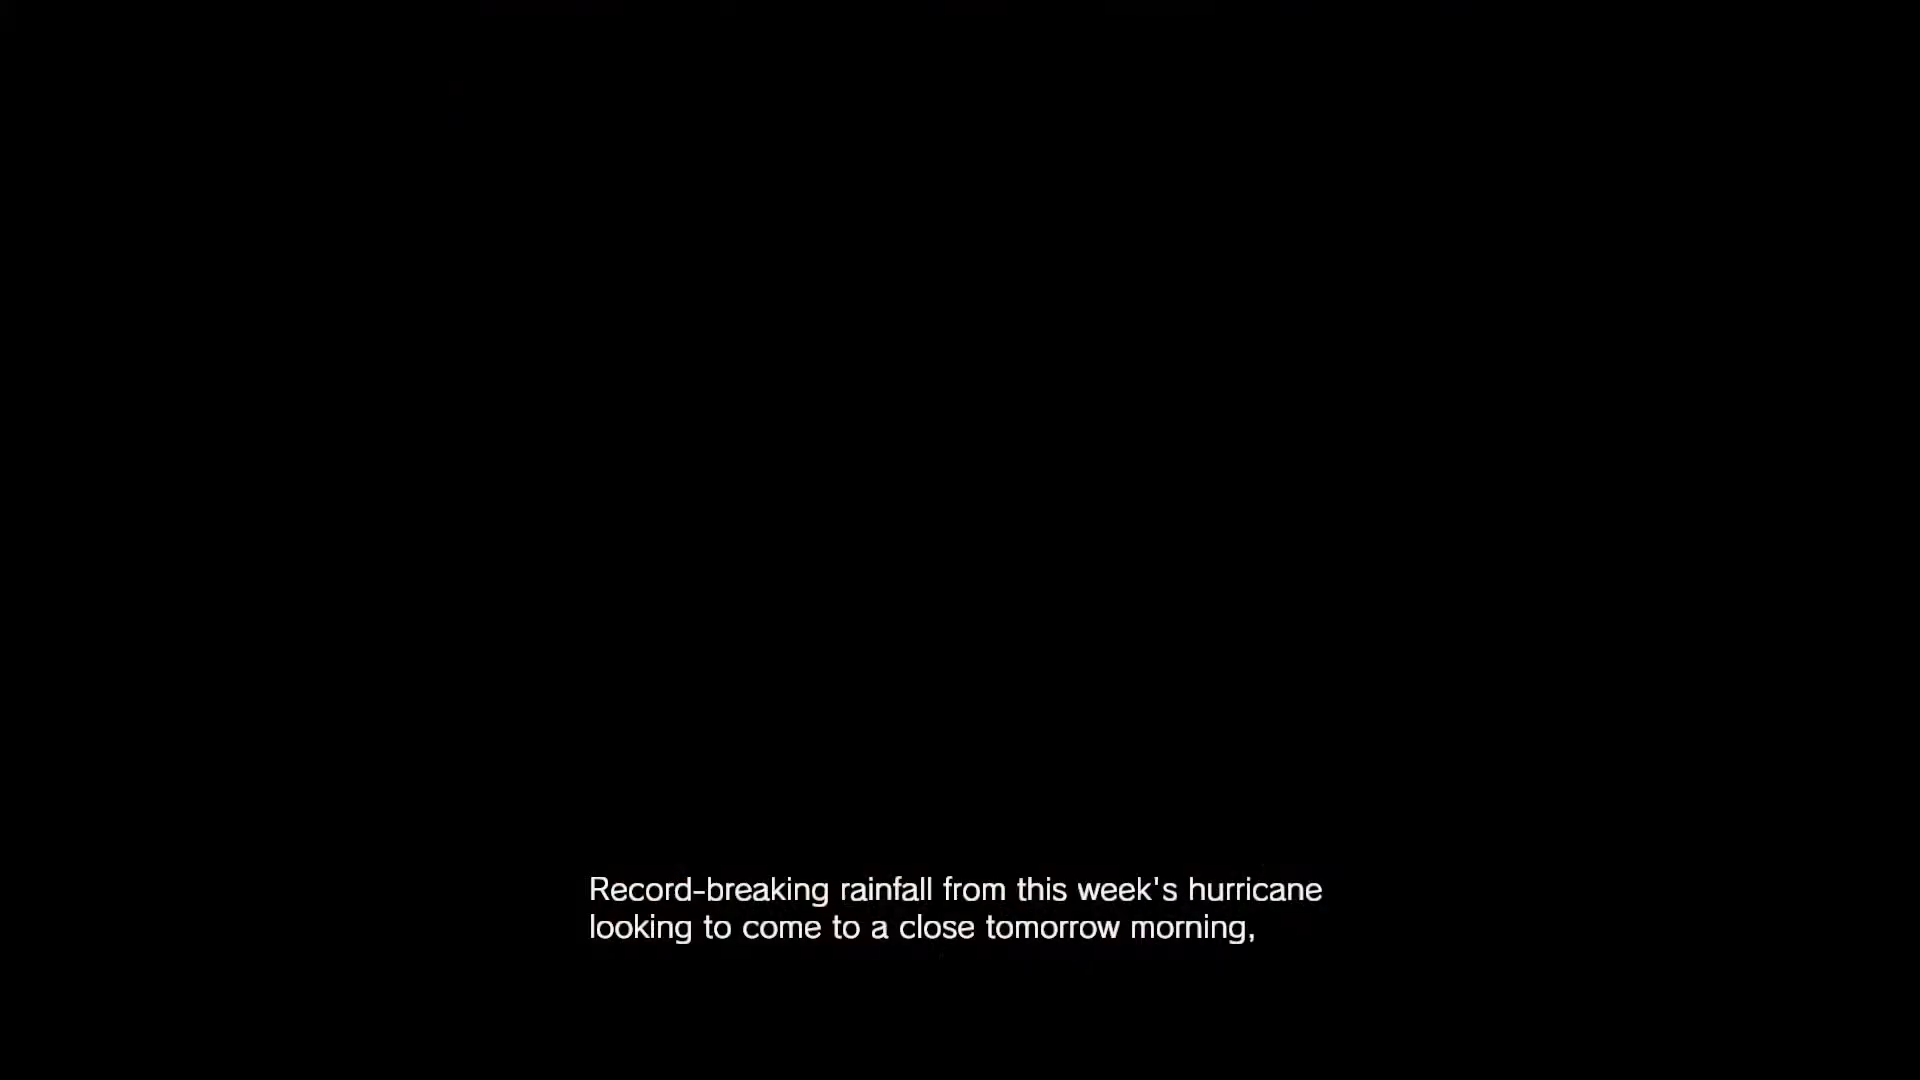 Record-breaking rainfall from this week's hurricane
looking to come to a close tomorrow morning,